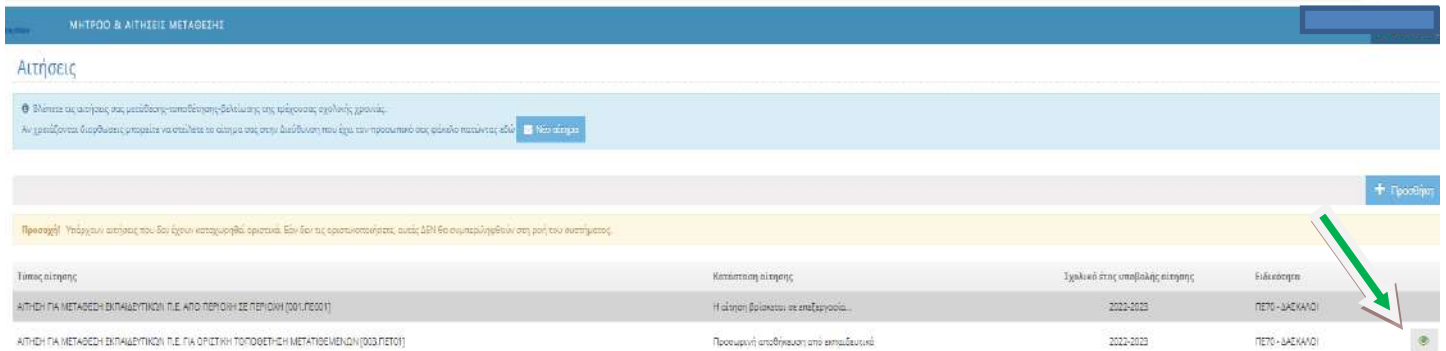 ΜΗΤΡΩΟ & ΑΙΤΗΣΕΙΣ ΜΕΤΑΘΕΣΗΣ
Αιτήσεις
Βλέπετε τις αιτήσεις σας μετάθεσης-τοποθέτησης-βελτίωσης της τρέχουσας σχολικής χρονιάς.
Αν χρειάζονται διορθώσεις μπορείτε να στείλετε το αίτημα σας στην Διεύθυνση που έχει τον προσωπικό σας φάκελο πατώντας εδώ Νέο αίτημα
+ Προσθήκη
Προσοχή! Υπάρχουν αιτήσεις που δεν έχουν καταχωρηθεί οριστικά. Εάν δεν τις οριστικοποιήσετε, αυτές ΔΕΝ θα συμπεριληφθούν στη ροή του συστήματος.
Τύπος αίτησης Κατάσταση αίτησης Σχολικό έτος υποβολής αίτησης Ειδικότητα
ΑΙΤΗΣΗ ΓΙΑ ΜΕΤΑΘΕΣΗ ΕΚΠΑΙΔΕΥΤΙΚΩΝ Π.Ε. ΑΠΟ ΠΕΡΙΟΧΗ ΣΕ ΠΕΡΙΟΧΗ [001.ΠΕ001] Η αίτηση βρίσκεται σε επεξεργασία... 2022-2023 ΠΕ70 - ΔΑΣΚΑΛΟΙ
ΑΙΤΗΣΗ ΓΙΑ ΜΕΤΑΘΕΣΗ ΕΚΠΑΙΔΕΥΤΙΚΩΝ Π.Ε. ΓΙΑ ΟΡΙΣΤΙΚΗ ΤΟΠΟΘΕΤΗΣΗ ΜΕΤΑΤΙΘΕΜΕΝΩΝ [003.ΠΕΤ01] Προσωρινή αποθήκευση από εκπαιδευτικό 2022-2023 ΠΕ70 - ΔΑΣΚΑΛΟΙ